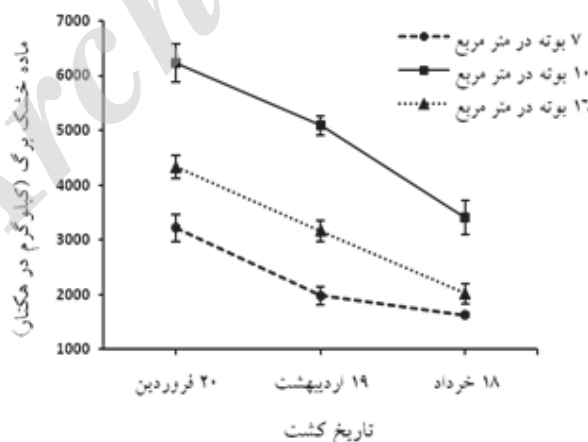 ماده خشک برگ (کیلوگرم در هکتار)
7000
6000
5000
4000
3000
2000
1000
۷ بوته در متر مربع
۱۰ بوته در متر مربع
۱۶ بوته در متر مربع
۲۰ فروردین
۱۹ اردیبهشت
۱۸ خرداد
تاریخ کشت